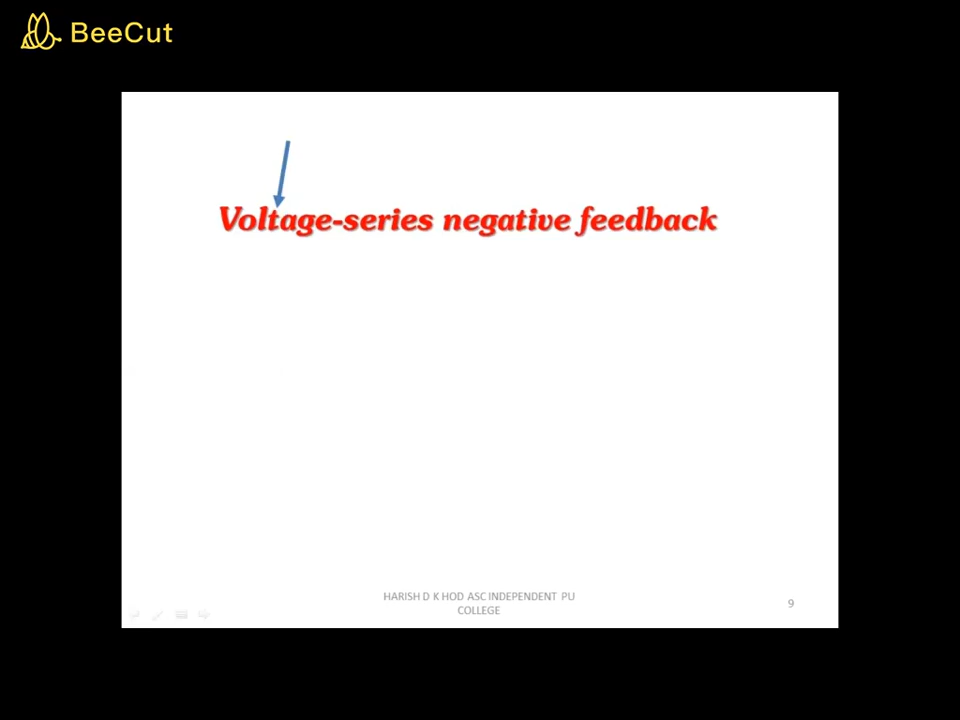 BeeCut
Voltage-series negative feedback
HARISH D K HOD ASC INDEPENDENT PU
COLLEGE
9